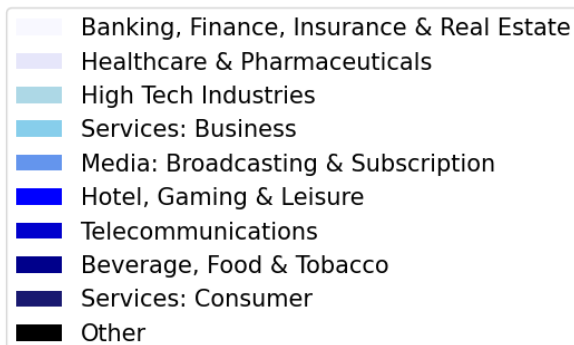 Banking, Finance, Insurance & Real Estate
Healthcare & Pharmaceuticals
High Tech Industries
Services: Business
Media: Broadcasting & Subscription
Hotel, Gaming & Leisure
Telecommunications
Beverage, Food & Tobacco
Services: Consumer
Other